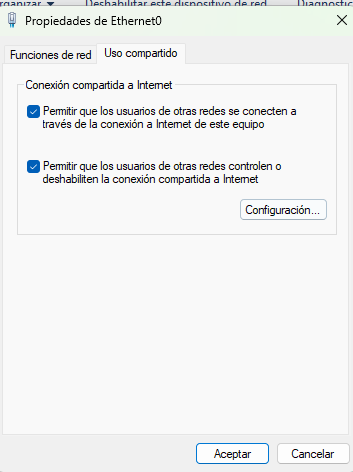 Deshabilitar este dispositivo de red
Propiedades de Ethernet0
Funciones de red
Uso compartido
Conexión compartida a Internet
Permitir que los usuarios de otras redes se conecten a
través de la conexión a Internet de este equipo
Permitir que los usuarios de otras redes controlen o
deshabiliten la conexión compartida a Internet
Configuración...
Aceptar
Cancelar